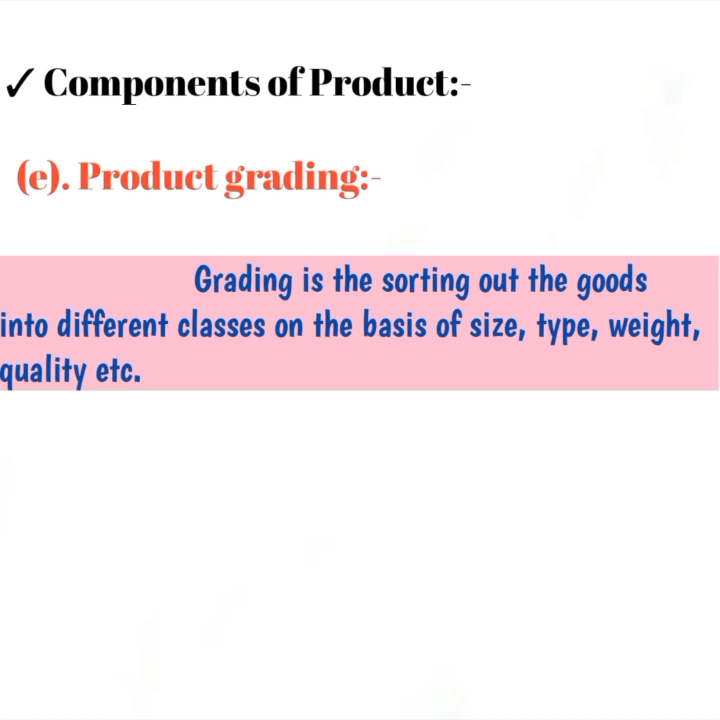 ✓ Components of Product:-
(e). Product grading:-
Grading is the sorting out the goods
into different classes on the basis of size, type, weight,
quality etc.